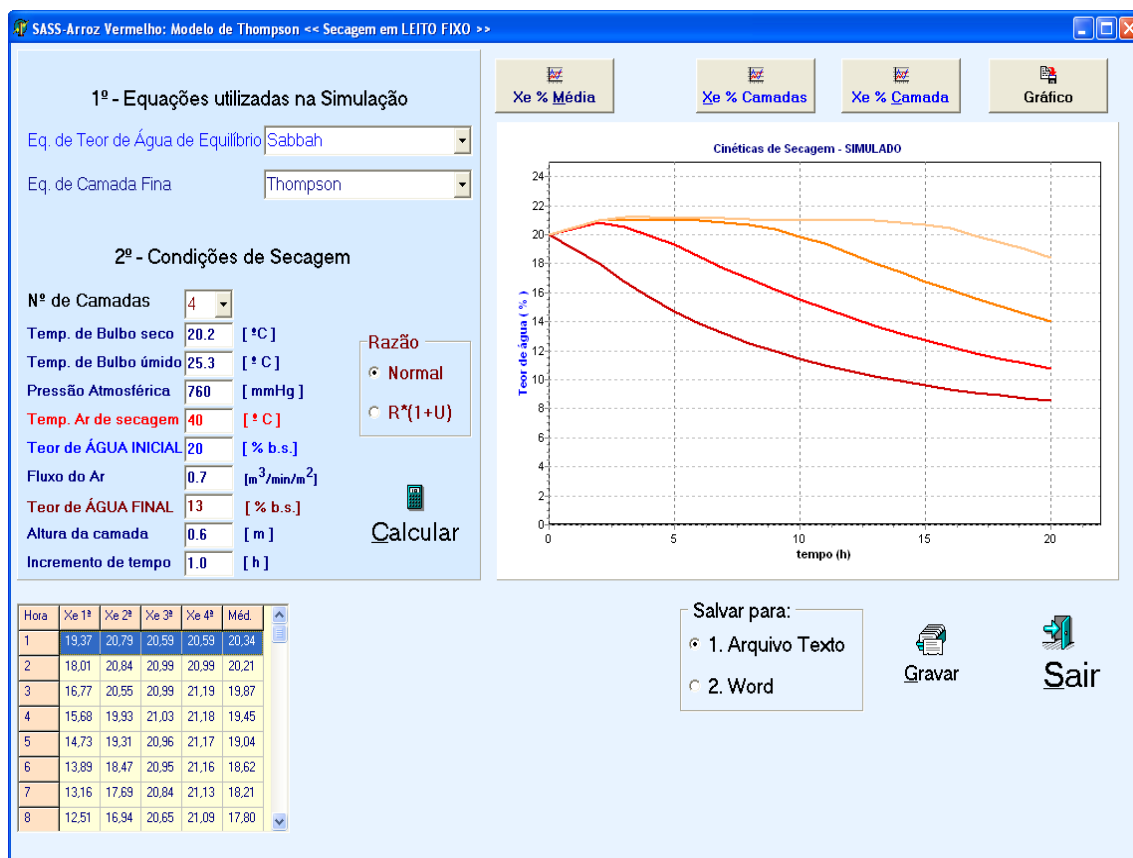 SASS-Arroz Vermelho: Modelo de Thompson << Secagem em LEITO FIXO >>
1º - Equações utilizadas na Simulação
Eq. de Teor de Água de Equilíbrio Sabbah
Eq. de Camada Fina Thompson
2º - Condições de Secagem
Nº de Camadas 4
Temp. de Bulbo seco 20.2 [ ºC ]
Temp. de Bulbo úmido 25.3 [ º C ]
Pressão Atmosférica 760 [ mmHg ]
Temp. Ar de secagem 40 [ º C ]
Teor de ÁGUA INICIAL 20 [ % b.s.]
Fluxo do Ar 0.7 [m³/min/m²]
Teor de ÁGUA FINAL 13 [ % b.s.]
Altura da camada 0.6 [ m ]
Incremento de tempo 1.0 [ h ]
Razão
Normal
R*(1+U)
Calcular
Xe % Média Xe % Camadas Xe % Camada Gráfico
Cinéticas de Secagem - SIMULADO
Teor de água ( % )
24
22
20
18
16
14
12
10
8
6
4
2
0
0 5 10 15 20
tempo (h)
Hora Xe 1ª Xe 2ª Xe 3ª Xe 4ª Méd.
1 19,37 20,79 20,59 20,59 20,34
2 18,01 20,84 20,99 20,99 20,21
3 16,77 20,55 20,99 21,19 19,87
4 15,68 19,93 21,03 21,18 19,45
5 14,73 19,31 20,96 21,17 19,04
6 13,89 18,47 20,95 21,16 18,62
7 13,16 17,69 20,84 21,13 18,21
8 12,51 16,94 20,65 21,09 17,80
Salvar para:
1. Arquivo Texto
2. Word
Gravar
Sair